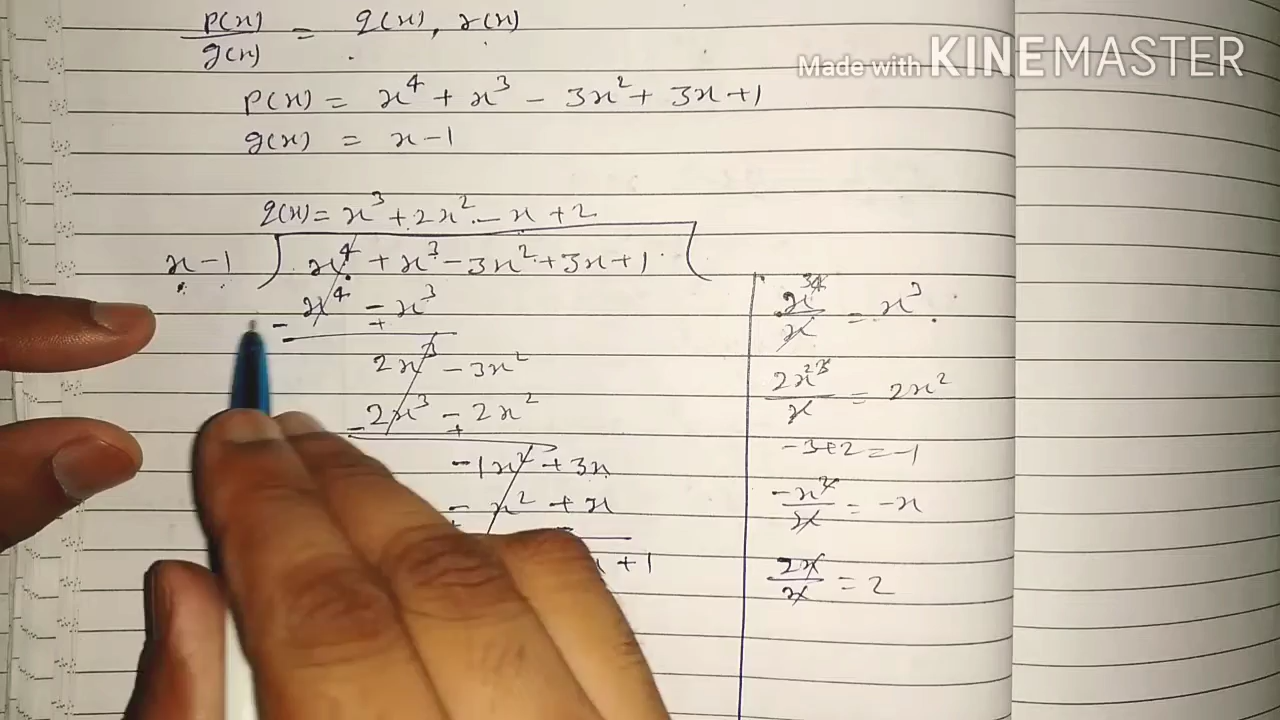 p(x)/g(x) = q(x), r(x)
Made with KINEMASTER
p(x) = x⁴ + x³ - 3x² + 3x + 1
g(x) = x - 1
q(x) = x³ + 2x² - x + 2
x - 1 ) x⁴ + x³ - 3x² + 3x + 1
x⁴ - x³
- +
2x³ - 3x²
2x³ - 2x²
- +
-1x² + 3x
- x² + x
+ -
x + 1
x⁴/x = x³
2x³/x = 2x²
-3+2 = -1
-x²/x = -x
2x/x = 2